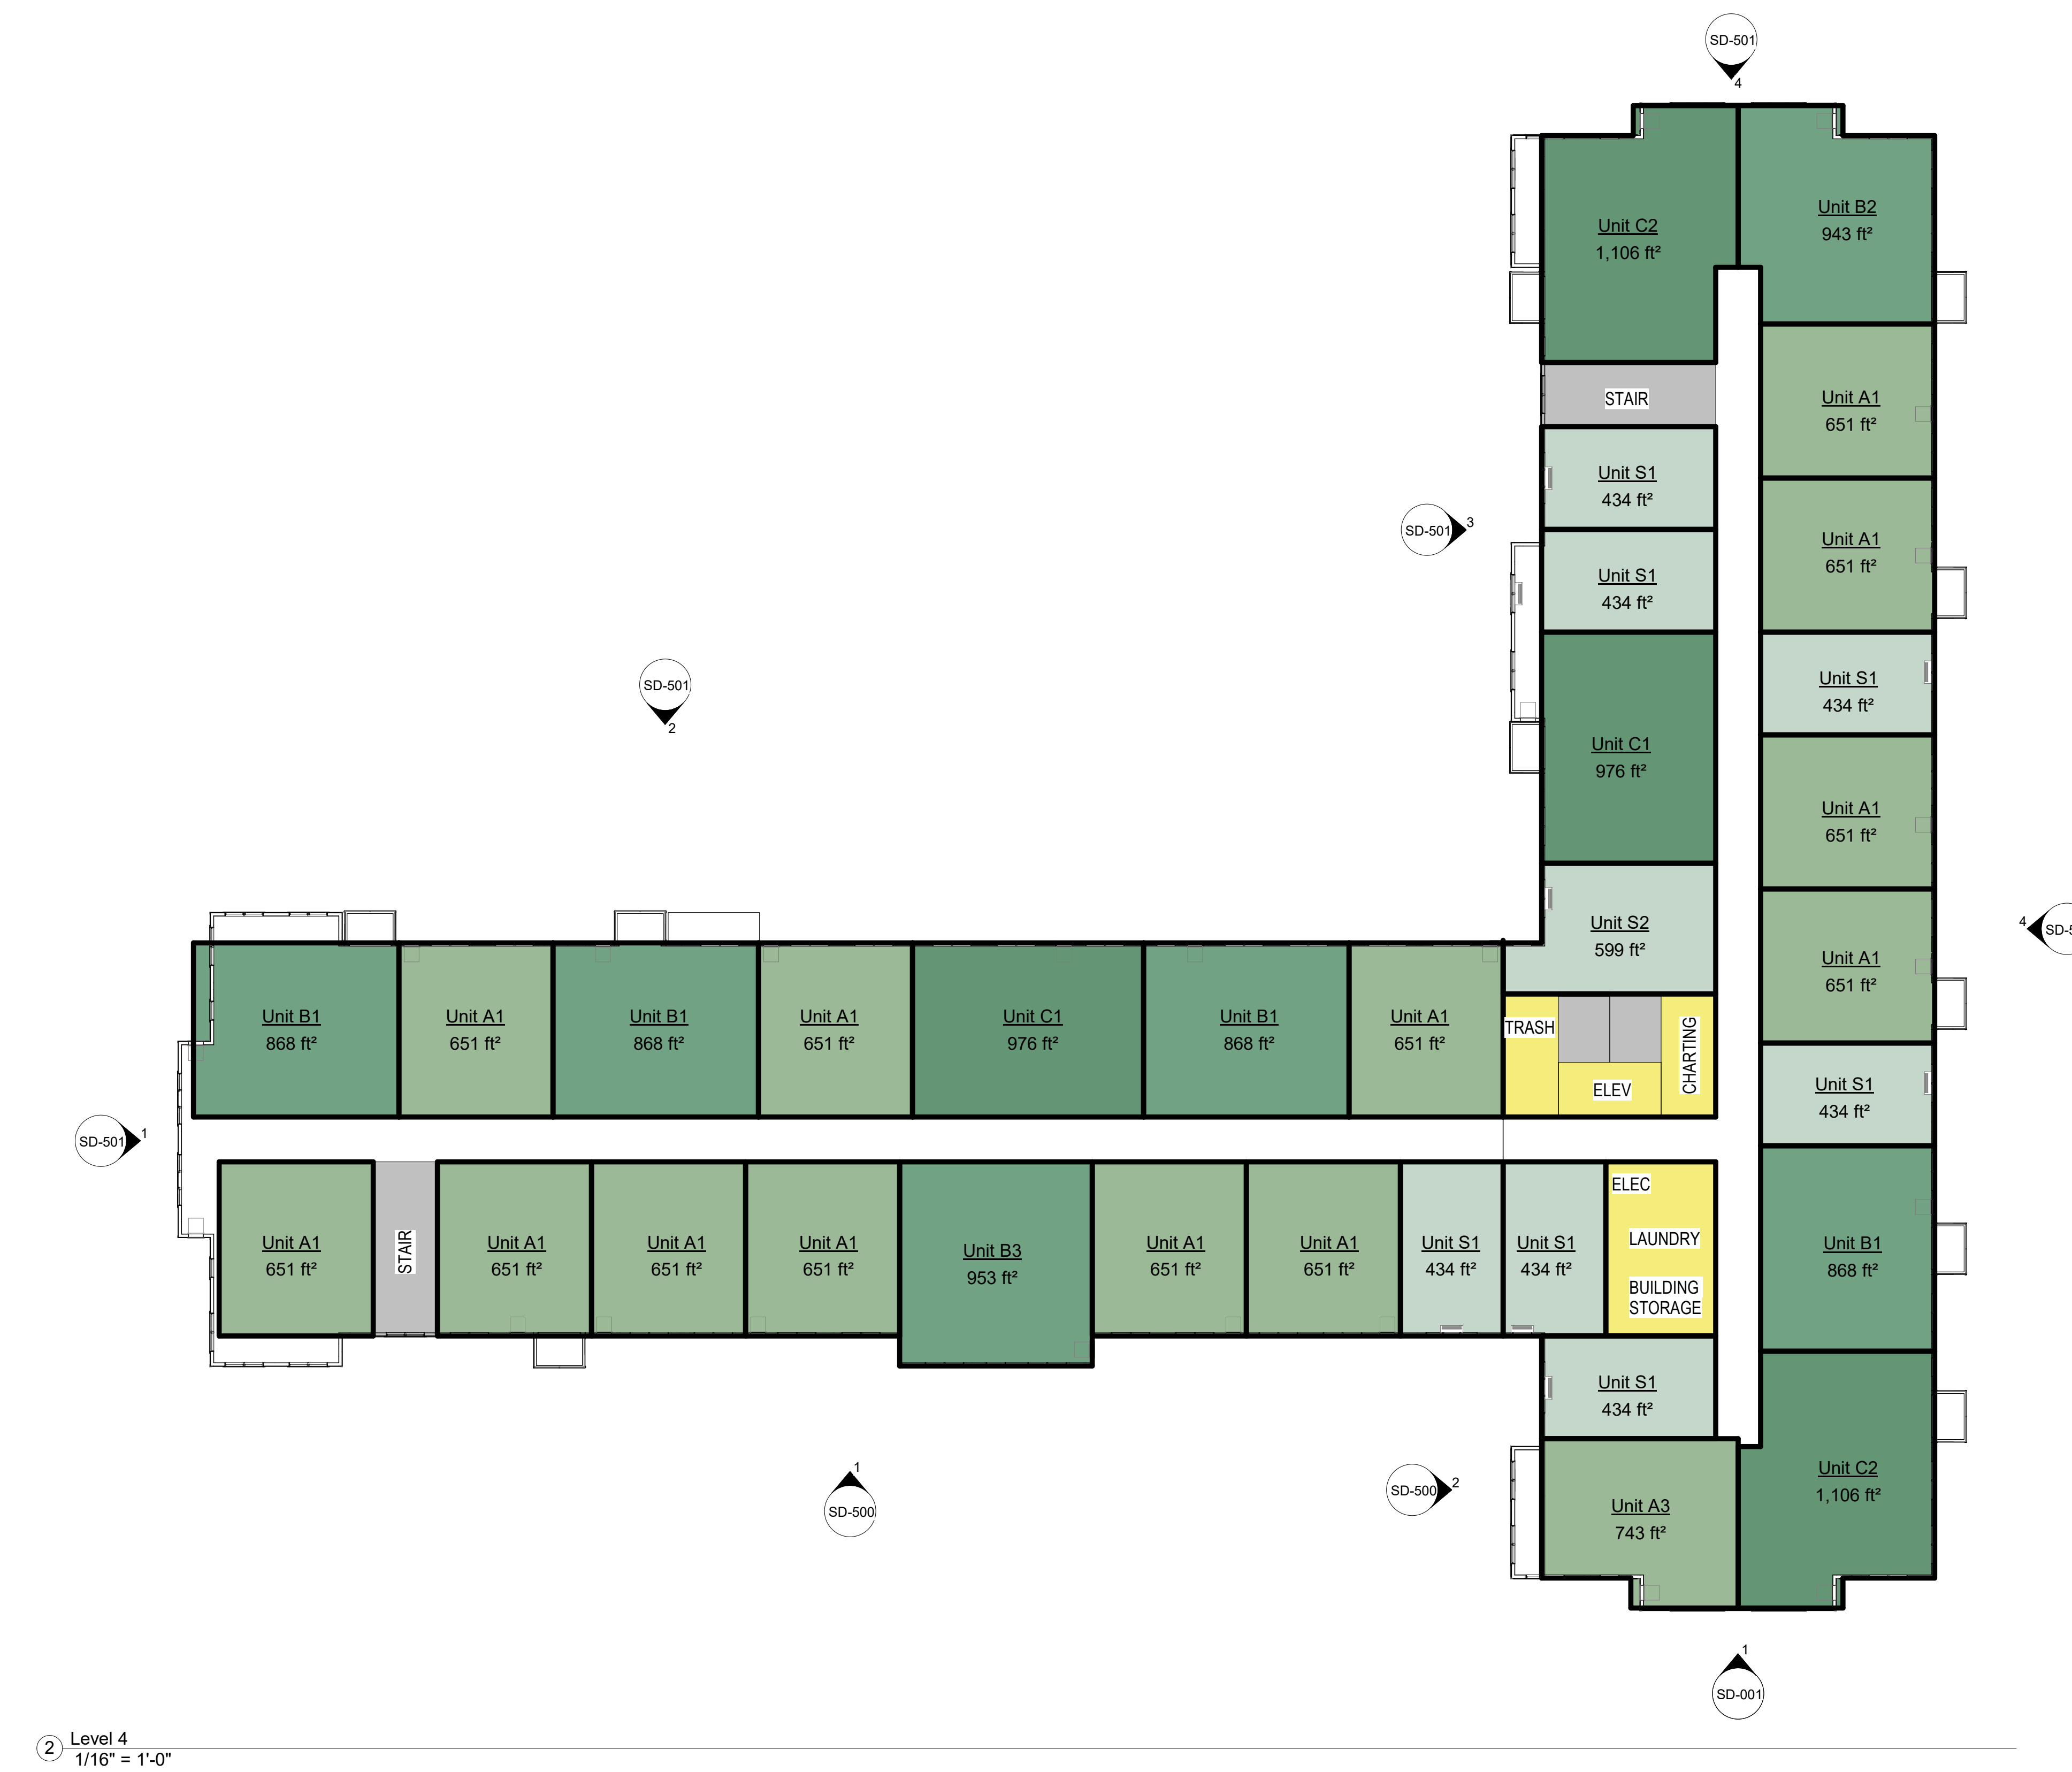 SD-501
4
Unit B2
943 ft²
Unit C2
1,106 ft²
STAIR
Unit A1
651 ft²
Unit S1
434 ft²
SD-501
3
Unit A1
651 ft²
Unit S1
434 ft²
SD-501
2
Unit S1
434 ft²
Unit C1
976 ft²
Unit A1
651 ft²
Unit S2
599 ft²
4
Unit A1
651 ft²
Unit B1
868 ft²
Unit A1
651 ft²
Unit B1
868 ft²
Unit A1
651 ft²
Unit C1
976 ft²
Unit B1
868 ft²
Unit A1
651 ft²
TRASH
ELEV
CHARTING
Unit S1
434 ft²
SD-501
1
Unit A1
651 ft²
STAIR
Unit A1
651 ft²
Unit A1
651 ft²
Unit A1
651 ft²
Unit B3
953 ft²
Unit A1
651 ft²
Unit A1
651 ft²
Unit S1
434 ft²
Unit S1
434 ft²
ELEC
LAUNDRY
BUILDING
STORAGE
Unit B1
868 ft²
Unit S1
434 ft²
1
SD-500
SD-500
2
Unit A3
743 ft²
Unit C2
1,106 ft²
1
SD-001
2
Level 4
1/16" = 1'-0"